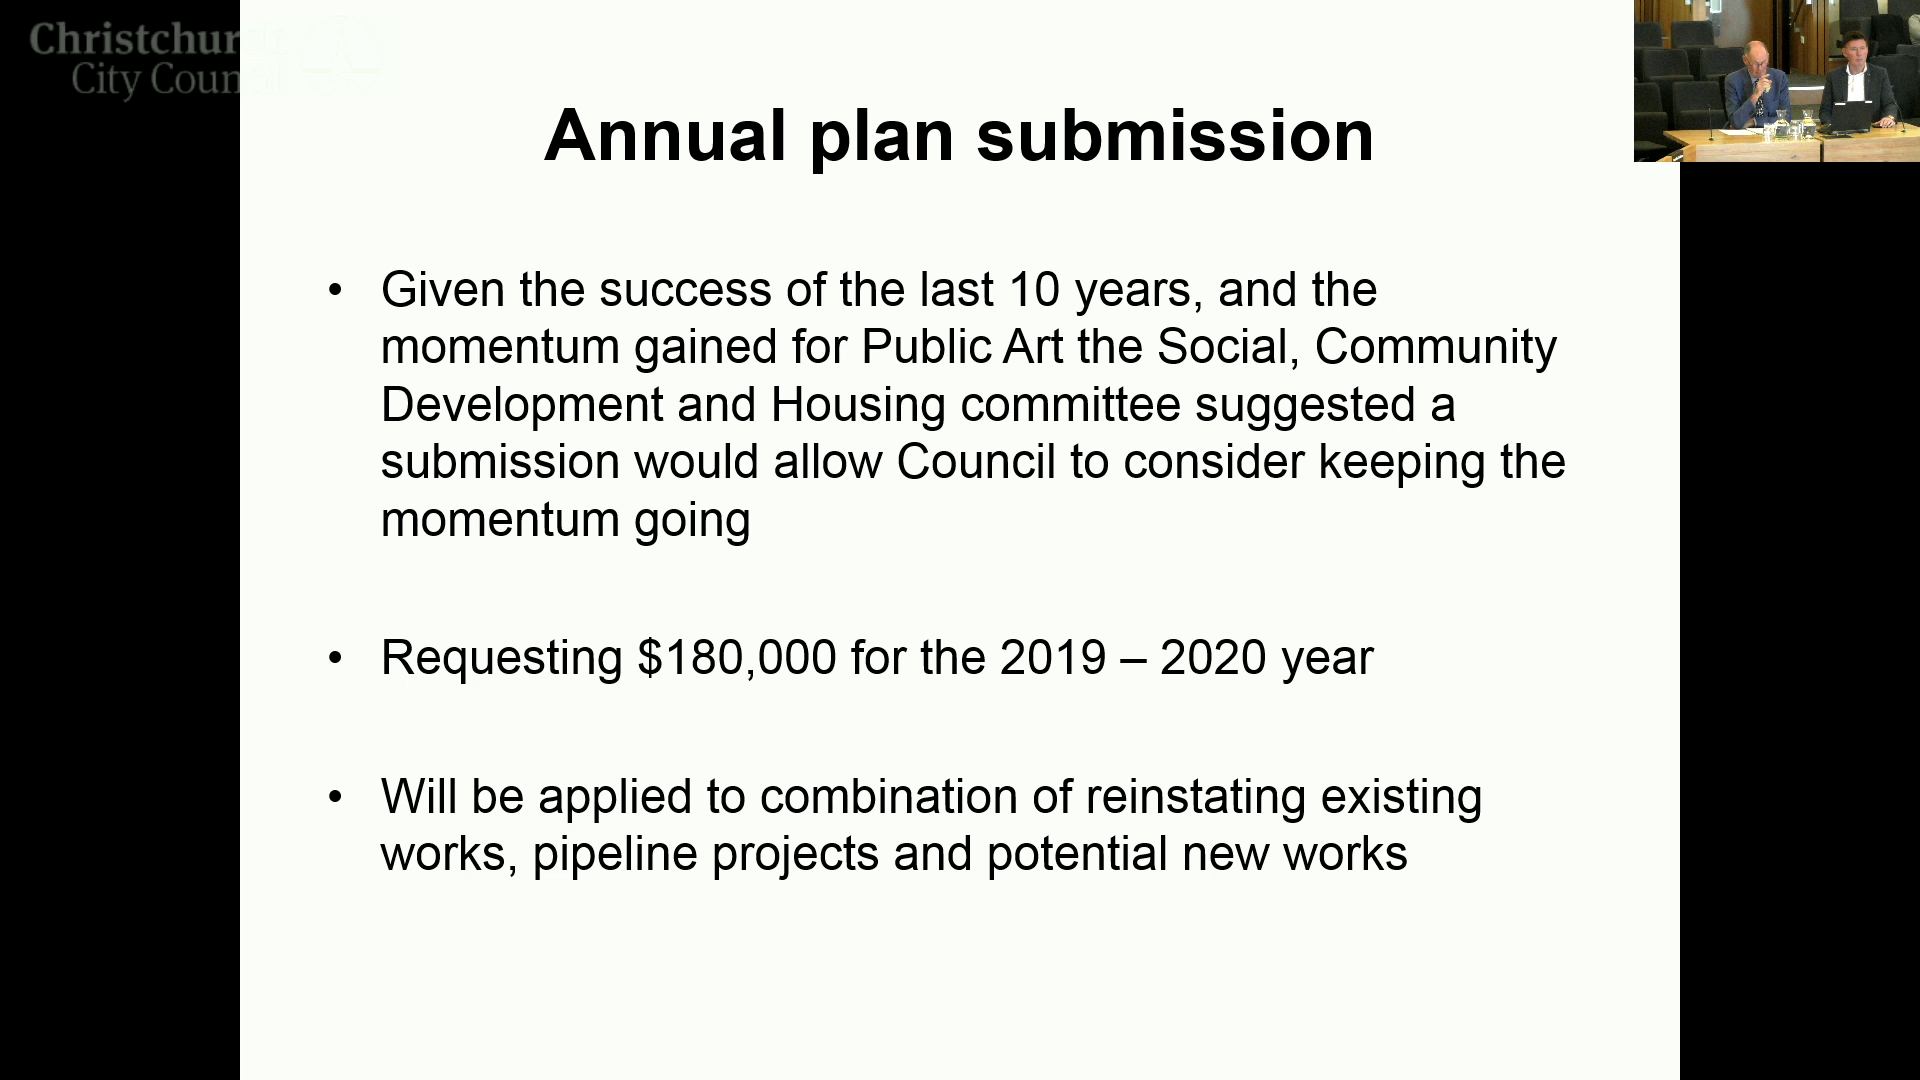 Christchur
City Coun
Annual plan submission
• Given the success of the last 10 years, and the
momentum gained for Public Art the Social, Community
Development and Housing committee suggested a
submission would allow Council to consider keeping the
momentum going
• Requesting $180,000 for the 2019 – 2020 year
• Will be applied to combination of reinstating existing
works, pipeline projects and potential new works